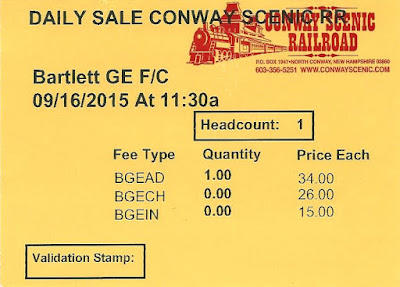 DAILY SALE CONWAY SCENIC RR
CONWAY SCENIC
RAILROAD
P.O. BOX 1947 • NORTH CONWAY, NEW HAMPSHIRE 03860
603-356-5251 WWW.CONWAYSCENIC.COM
Bartlett GE F/C
09/16/2015 At 11:30a
Headcount: 1
Fee Type Quantity Price Each
BGEAD 1.00 34.00
BGECH 0.00 26.00
BGEIN 0.00 15.00
Validation Stamp: